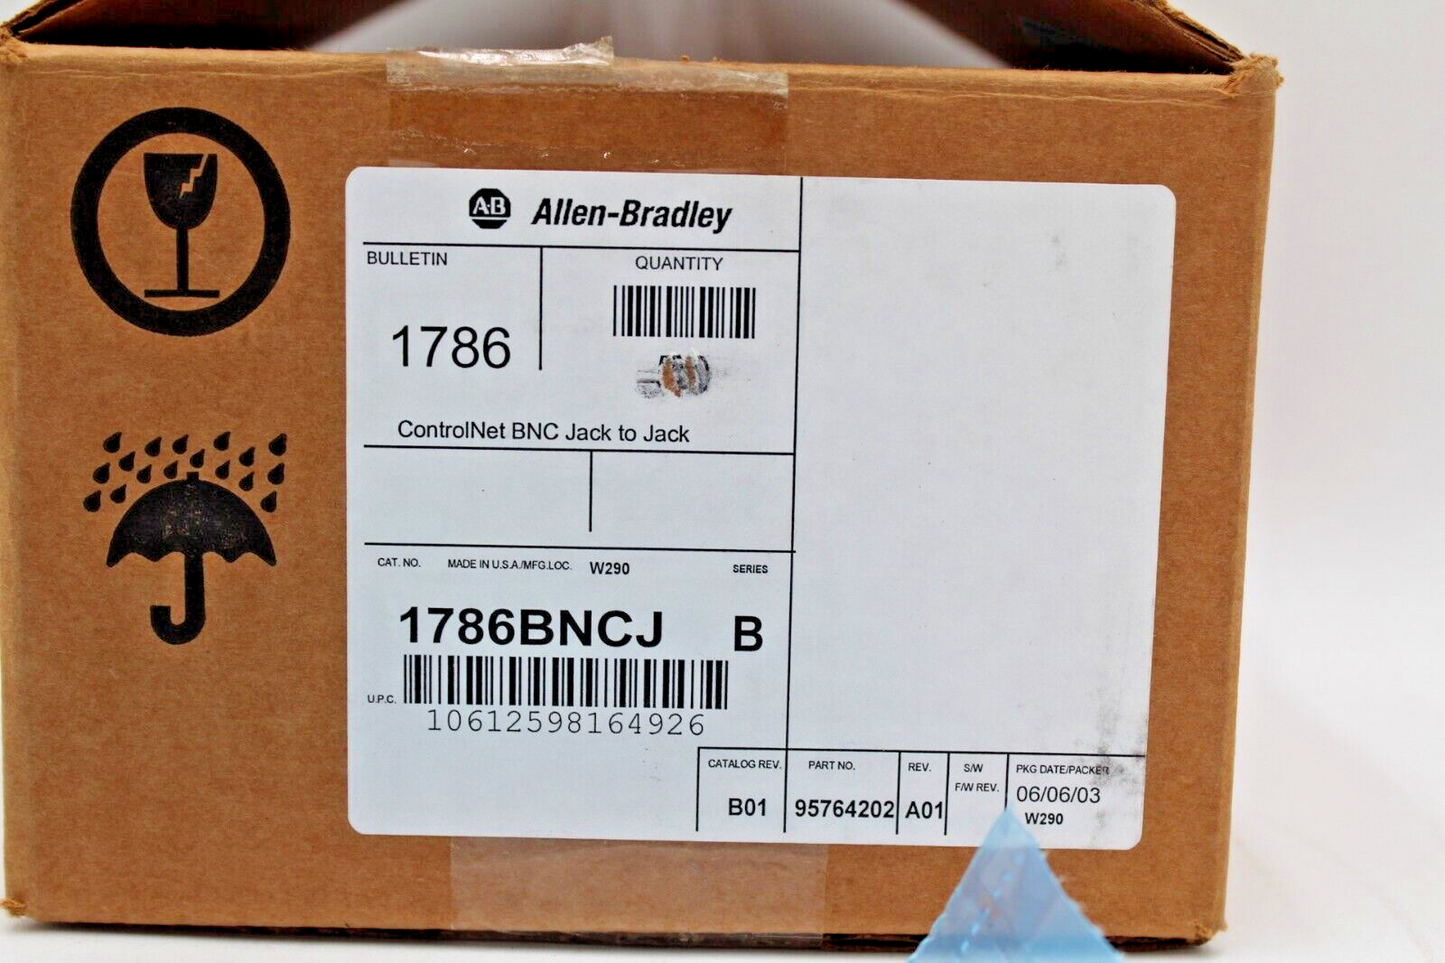 A-B Allen-Bradley
BULLETIN
QUANTITY
1786
ControlNet BNC Jack to Jack
CAT. NO. MADE IN U.S.A./MFG.LOC. W290 SERIES
1786BNCJ B
U.P.C.
10612598164926
CATALOG REV. PART NO. REV. S/W F/W REV. PKG DATE/PACKER
B01 95764202 A01 06/06/03
W290